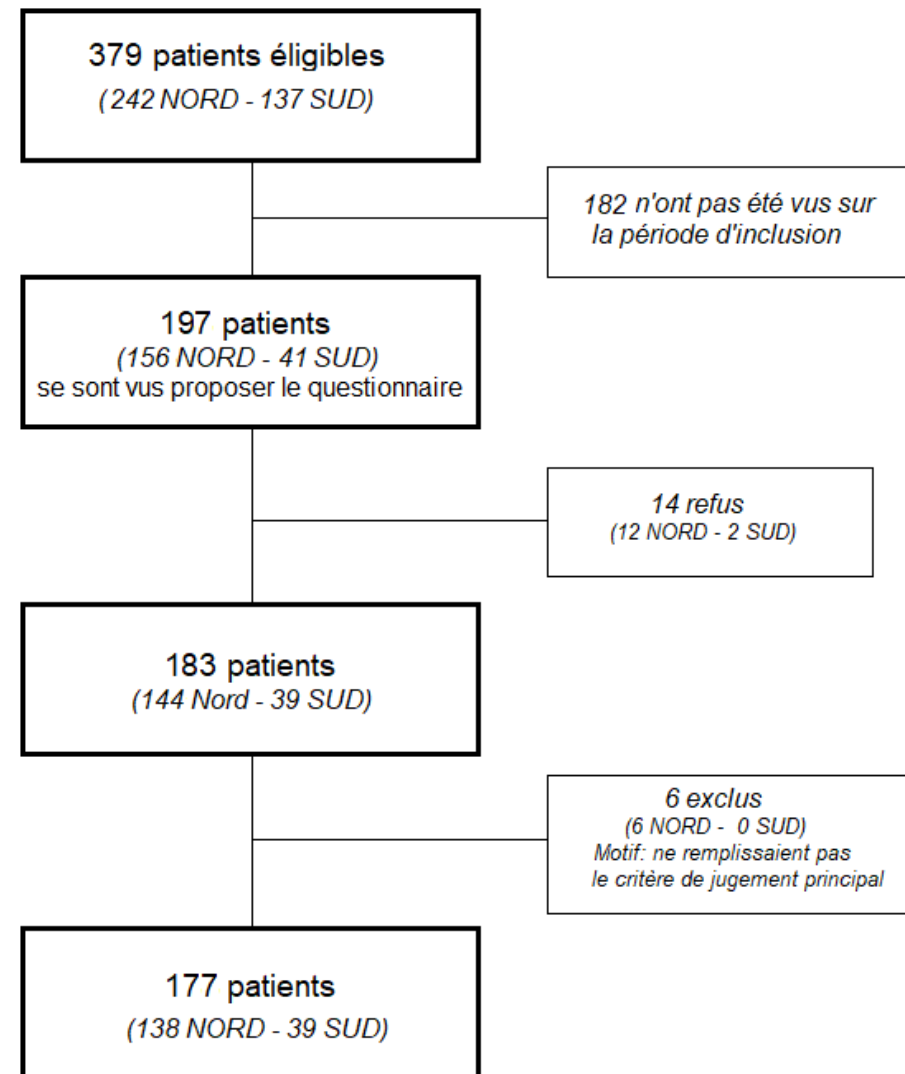 379 patients éligibles
(242 NORD - 137 SUD)
182 n'ont pas été vus sur
la période d'inclusion
197 patients
(156 NORD - 41 SUD)
se sont vus proposer le questionnaire
14 refus
(12 NORD - 2 SUD)
183 patients
(144 Nord - 39 SUD)
6 exclus
(6 NORD - 0 SUD)
Motif: ne remplissaient pas
le critère de jugement principal
177 patients
(138 NORD - 39 SUD)